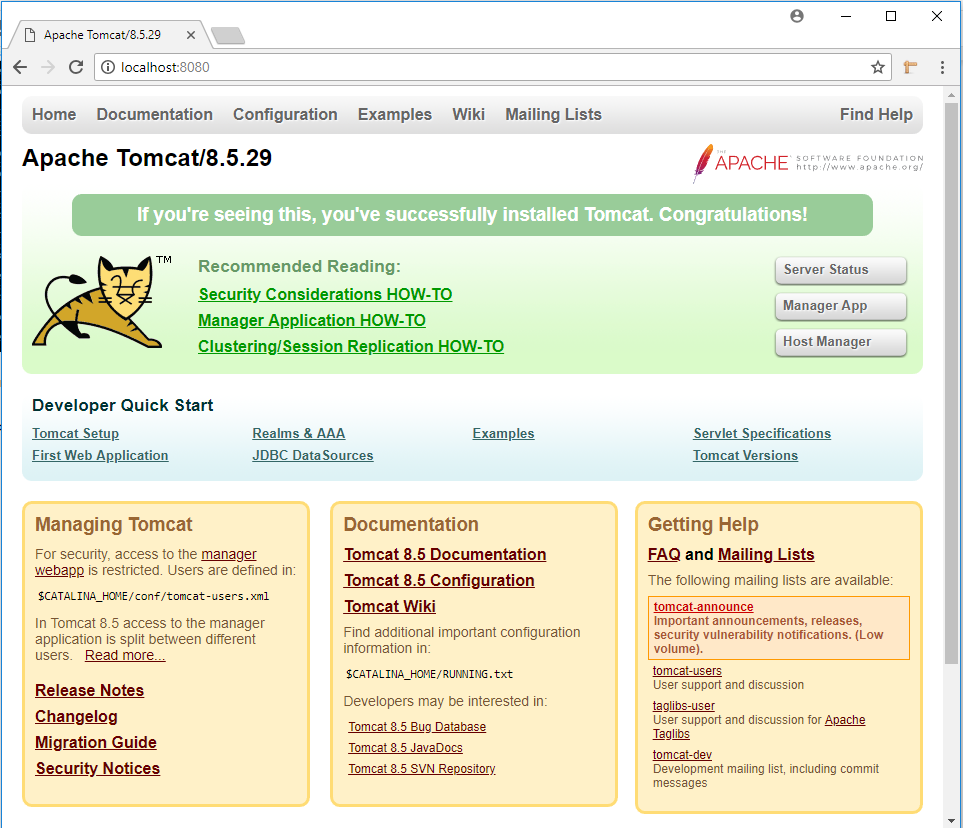 Apache Tomcat/8.5.29
localhost:8080
Home Documentation Configuration Examples Wiki Mailing Lists Find Help
Apache Tomcat/8.5.29
THE APACHE SOFTWARE FOUNDATION
http://www.apache.org/
If you're seeing this, you've successfully installed Tomcat. Congratulations!
TM
Recommended Reading:
Security Considerations HOW-TO
Manager Application HOW-TO
Clustering/Session Replication HOW-TO
Server Status
Manager App
Host Manager
Developer Quick Start
Tomcat Setup
First Web Application
Realms & AAA
JDBC DataSources
Examples
Servlet Specifications
Tomcat Versions
Managing Tomcat
For security, access to the manager
webapp is restricted. Users are defined in:
$CATALINA_HOME/conf/tomcat-users.xml
In Tomcat 8.5 access to the manager
application is split between different
users. Read more...
Release Notes
Changelog
Migration Guide
Security Notices
Documentation
Tomcat 8.5 Documentation
Tomcat 8.5 Configuration
Tomcat Wiki
Find additional important configuration
information in:
$CATALINA_HOME/RUNNING.txt
Developers may be interested in:
Tomcat 8.5 Bug Database
Tomcat 8.5 JavaDocs
Tomcat 8.5 SVN Repository
Getting Help
FAQ and Mailing Lists
The following mailing lists are available:
tomcat-announce
Important announcements, releases,
security vulnerability notifications. (Low
volume).
tomcat-users
User support and discussion
taglibs-user
User support and discussion for Apache
Taglibs
tomcat-dev
Development mailing list, including commit
messages